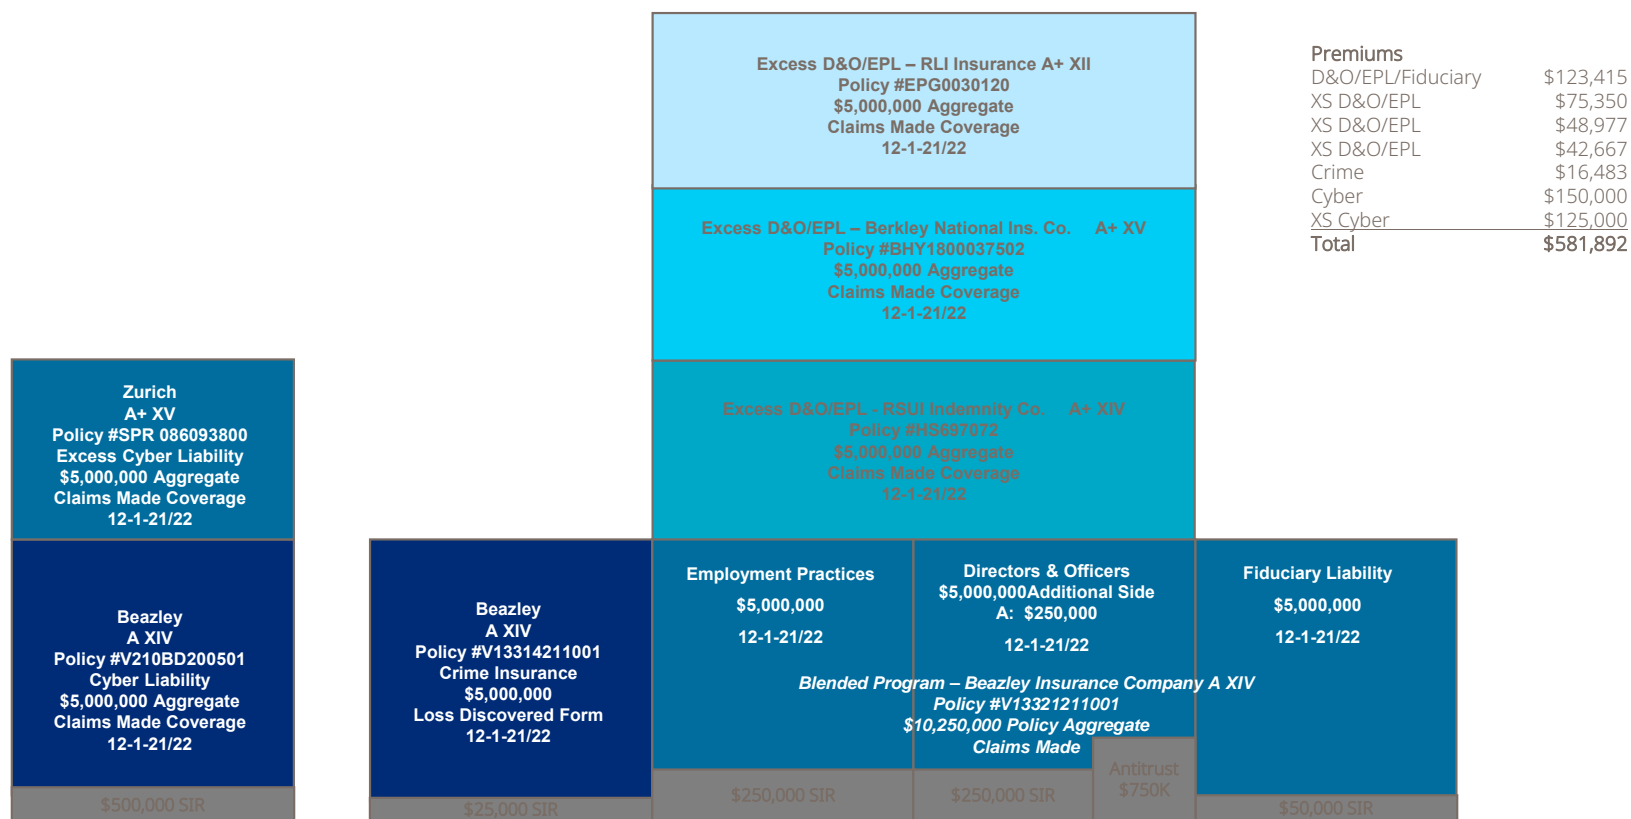 Excess D&O/EPL – RLI Insurance A+ XII
Policy #EPG0030120
$5,000,000 Aggregate
Claims Made Coverage
12-1-21/22
Premiums
D&O/EPL/Fiduciary $123,415
XS D&O/EPL $75,350
XS D&O/EPL $48,977
XS D&O/EPL $42,667
Crime $16,483
Cyber $150,000
XS Cyber $125,000
Total $581,892
Excess D&O/EPL – Berkley National Ins. Co. A+ XV
Policy #BHY1800037502
$5,000,000 Aggregate
Claims Made Coverage
12-1-21/22
Zurich
A+ XV
Policy #SPR 086093800
Excess Cyber Liability
$5,000,000 Aggregate
Claims Made Coverage
12-1-21/22
Excess D&O/EPL - RSUI Indemnity Co. A+ XIV
Policy #HS697072
$5,000,000 Aggregate
Claims Made Coverage
12-1-21/22
Beazley
A XIV
Policy #V210BD200501
Cyber Liability
$5,000,000 Aggregate
Claims Made Coverage
12-1-21/22
$500,000 SIR
Beazley
A XIV
Policy #V13314211001
Crime Insurance
$5,000,000
Loss Discovered Form
12-1-21/22
$25,000 SIR
Employment Practices
$5,000,000
12-1-21/22
Directors & Officers
$5,000,000Additional Side
A: $250,000
12-1-21/22
Fiduciary Liability
$5,000,000
12-1-21/22
Blended Program – Beazley Insurance Company A XIV
Policy #V13321211001
$10,250,000 Policy Aggregate
Claims Made
$250,000 SIR
$250,000 SIR
Antitrust
$750K
$50,000 SIR